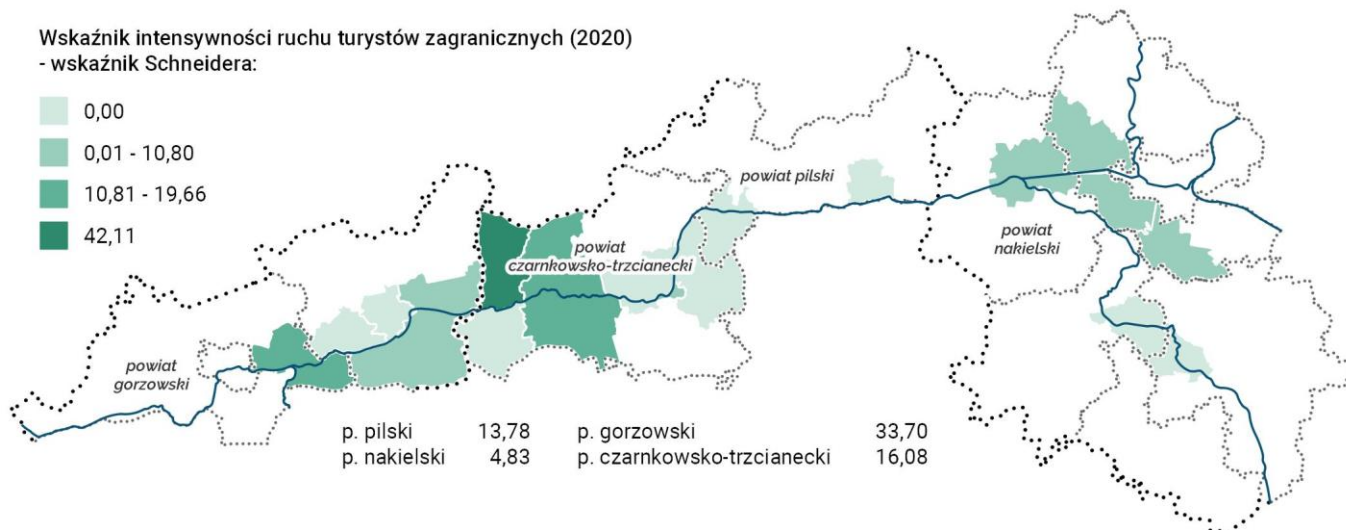 Wskaźnik intensywności ruchu turystów zagranicznych (2020)
- wskaźnik Schneidera:
0,00
0,01 - 10,80
10,81 - 19,66
42,11
powiat pilski
powiat
nakielski
powiat
czarnkowsko-trzcianecki
powiat
gorzowski
p. pilski 13,78 p. gorzowski 33,70
p. nakielski 4,83 p. czarnkowsko-trzcianecki 16,08